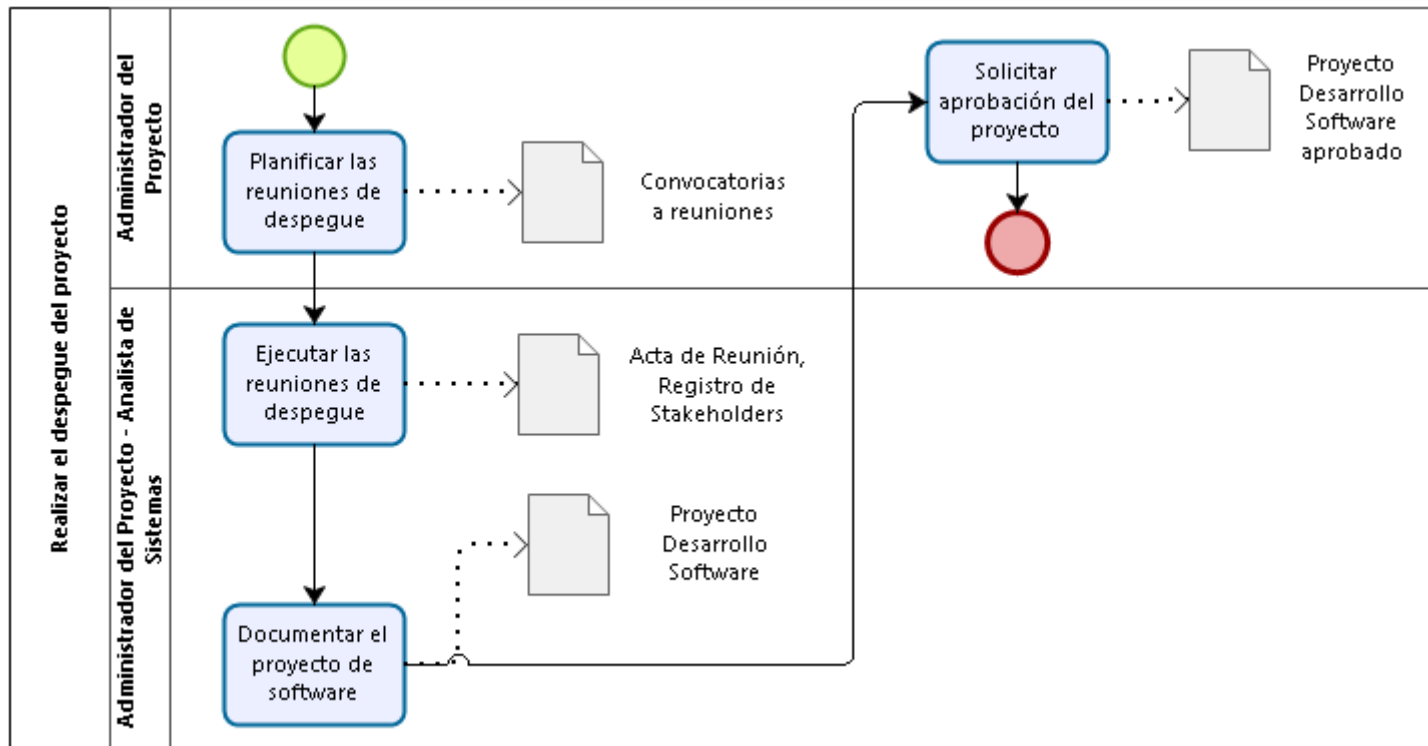 Realizar el despegue del proyecto
Administrador del
Proyecto
Planificar las
reuniones de
despegue
Convocatorias
a reuniones
Solicitar
aprobación del
proyecto
Proyecto
Desarrollo
Software
aprobado
Administrador del Proyecto - Analista de
Sistemas
Ejecutar las
reuniones de
despegue
Acta de Reunión,
Registro de
Stakeholders
Proyecto
Desarrollo
Software
Documentar el
proyecto de
software